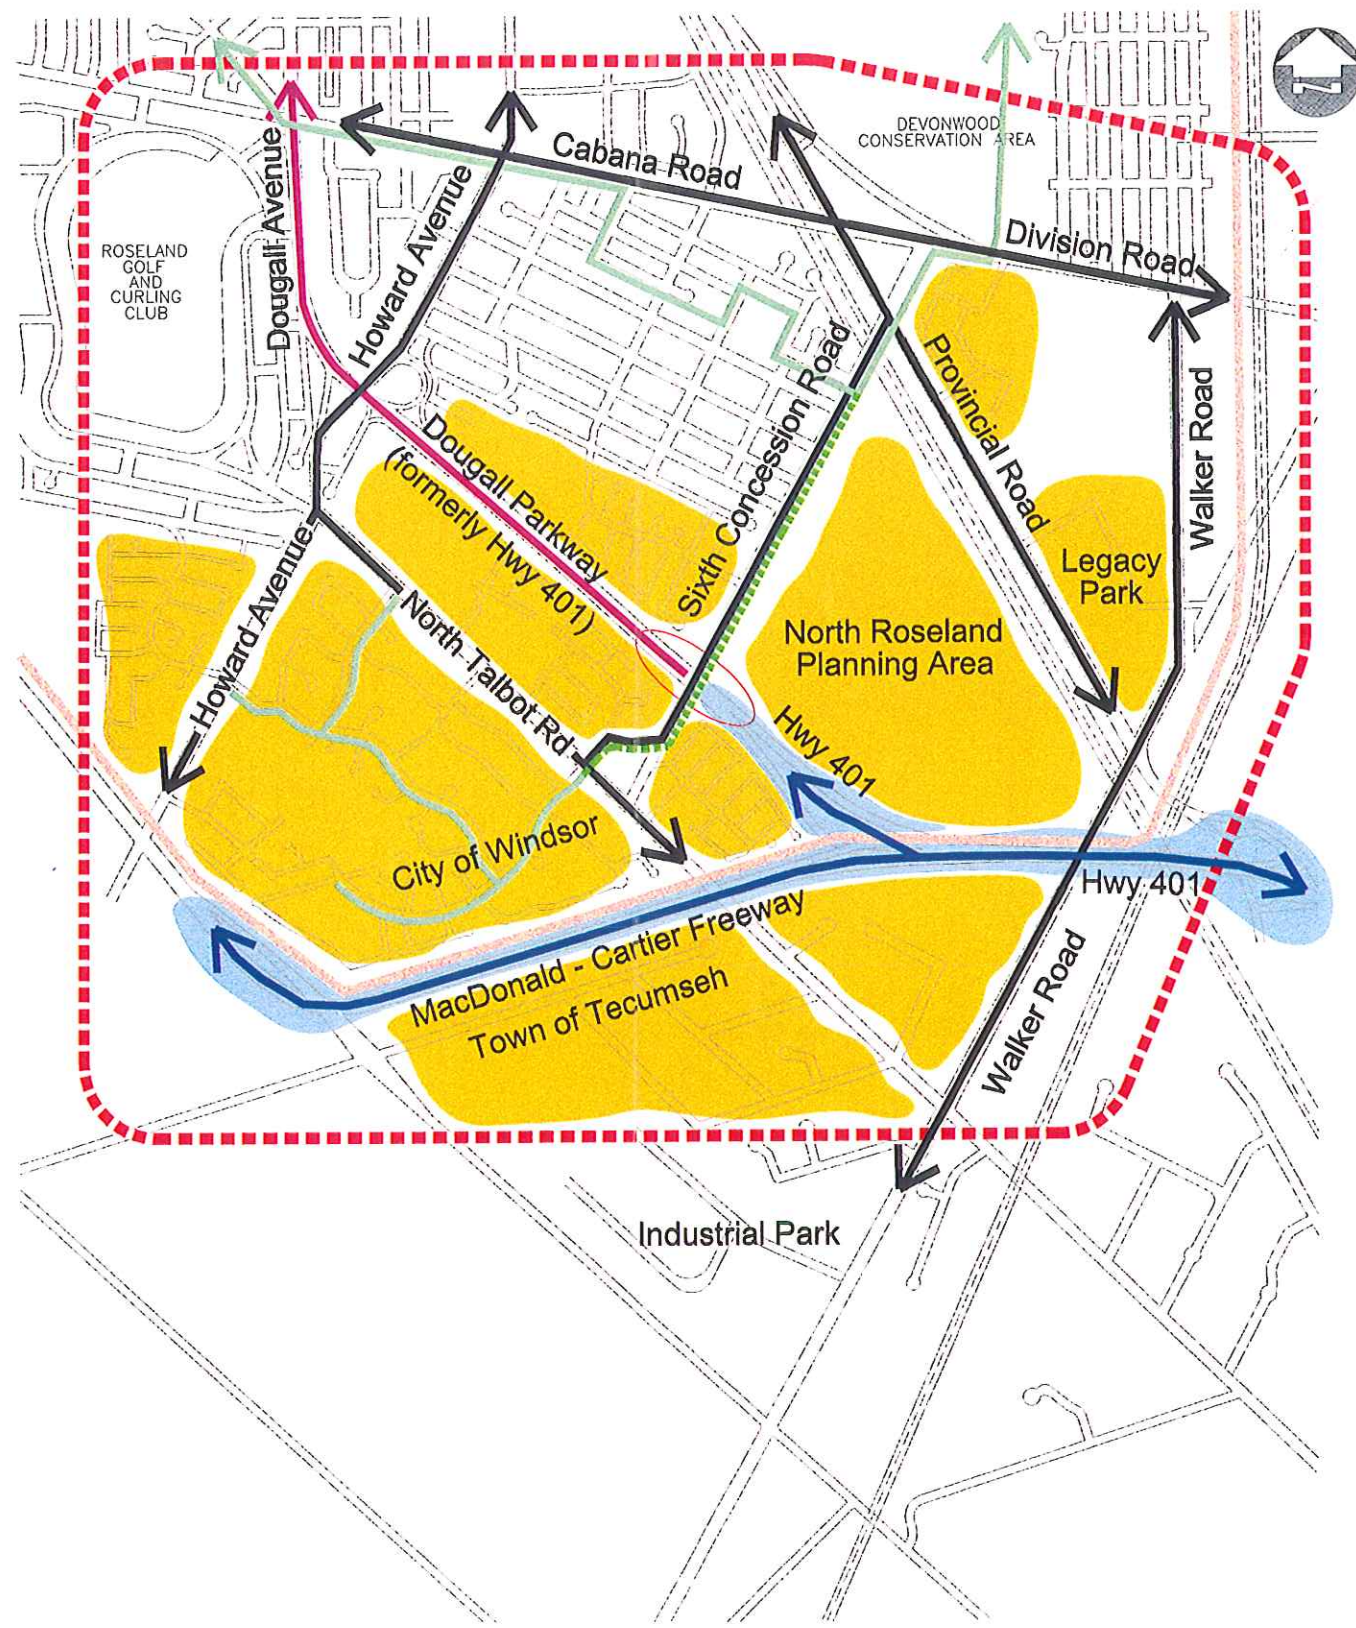 DEVONWOOD
CONSERVATION AREA
Cabana Road
Division Road
Dougall Avenue
Howard Avenue
ROSELAND
GOLF
AND
CURLING
CLUB
Provincial Road
Walker Road
Sixth Concession Road
Dougall Parkway
(formerly Hwy 401)
Legacy
Park
North Roseland
Planning Area
Howard Avenue
North Talbot Rd
Hwy 401
City of Windsor
Hwy 401
MacDonald - Cartier Freeway
Town of Tecumseh
Walker Road
Industrial Park
N